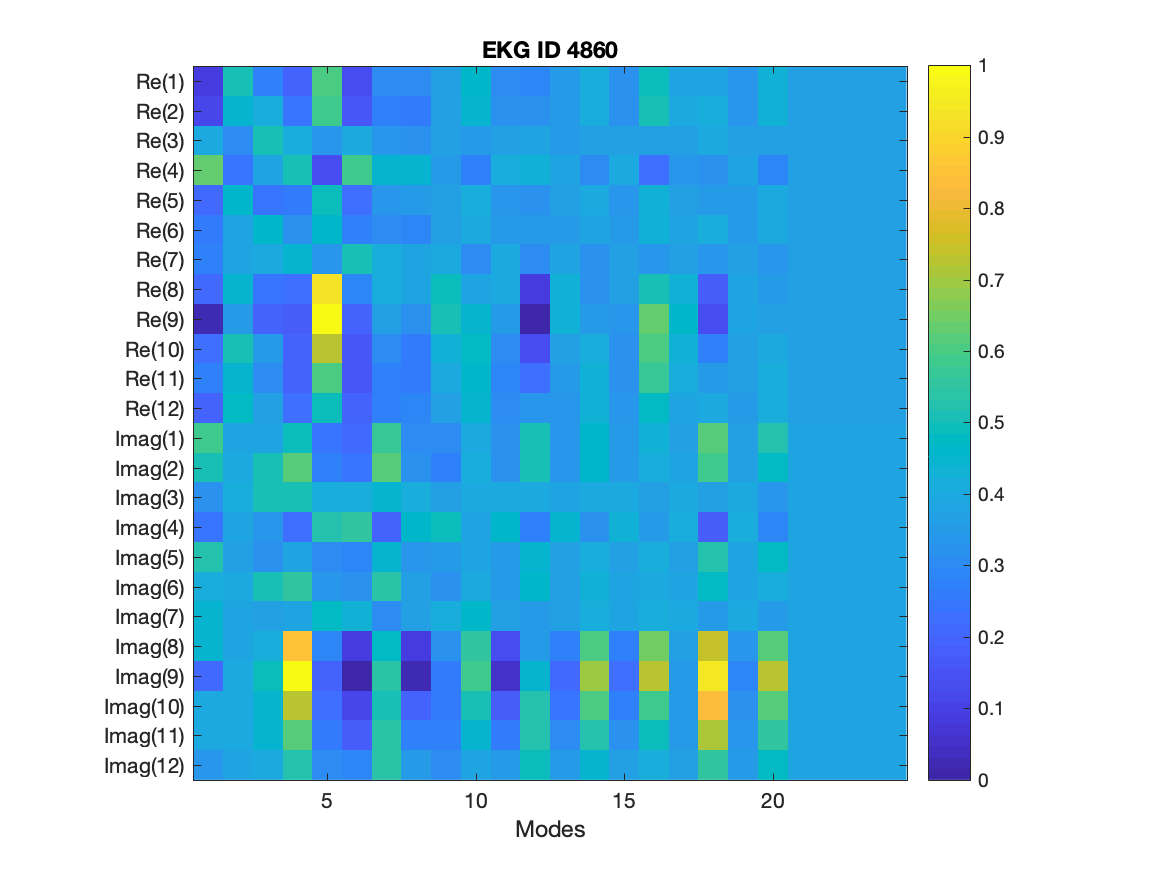 EKG ID 4860
Re(1)
Re(2)
Re(3)
Re(4)
Re(5)
Re(6)
Re(7)
Re(8)
Re(9)
Re(10)
Re(11)
Re(12)
Imag(1)
Imag(2)
Imag(3)
Imag(4)
Imag(5)
Imag(6)
Imag(7)
Imag(8)
Imag(9)
Imag(10)
Imag(11)
Imag(12)
5 10 15 20
Modes
1
0.9
0.8
0.7
0.6
0.5
0.4
0.3
0.2
0.1
0